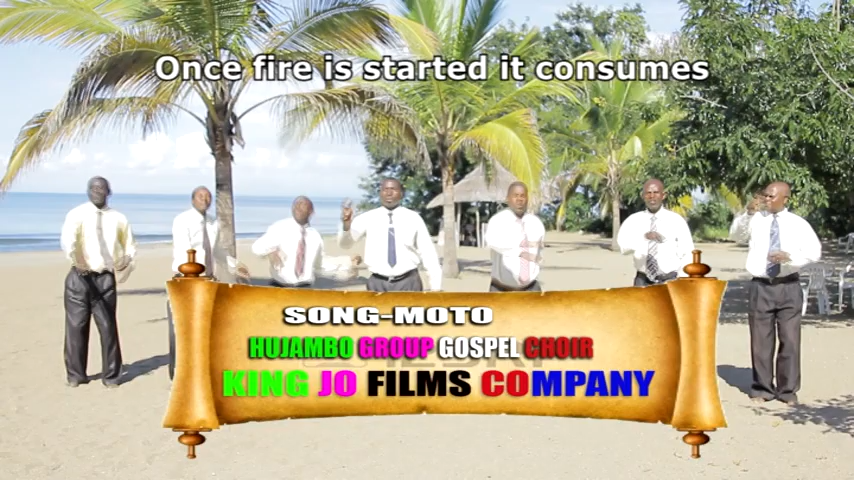 Once fire is started it consumes
SONG-MOTO
HUJAMBO GROUP GOSPEL CHOIR
KING JO FILMS COMPANY